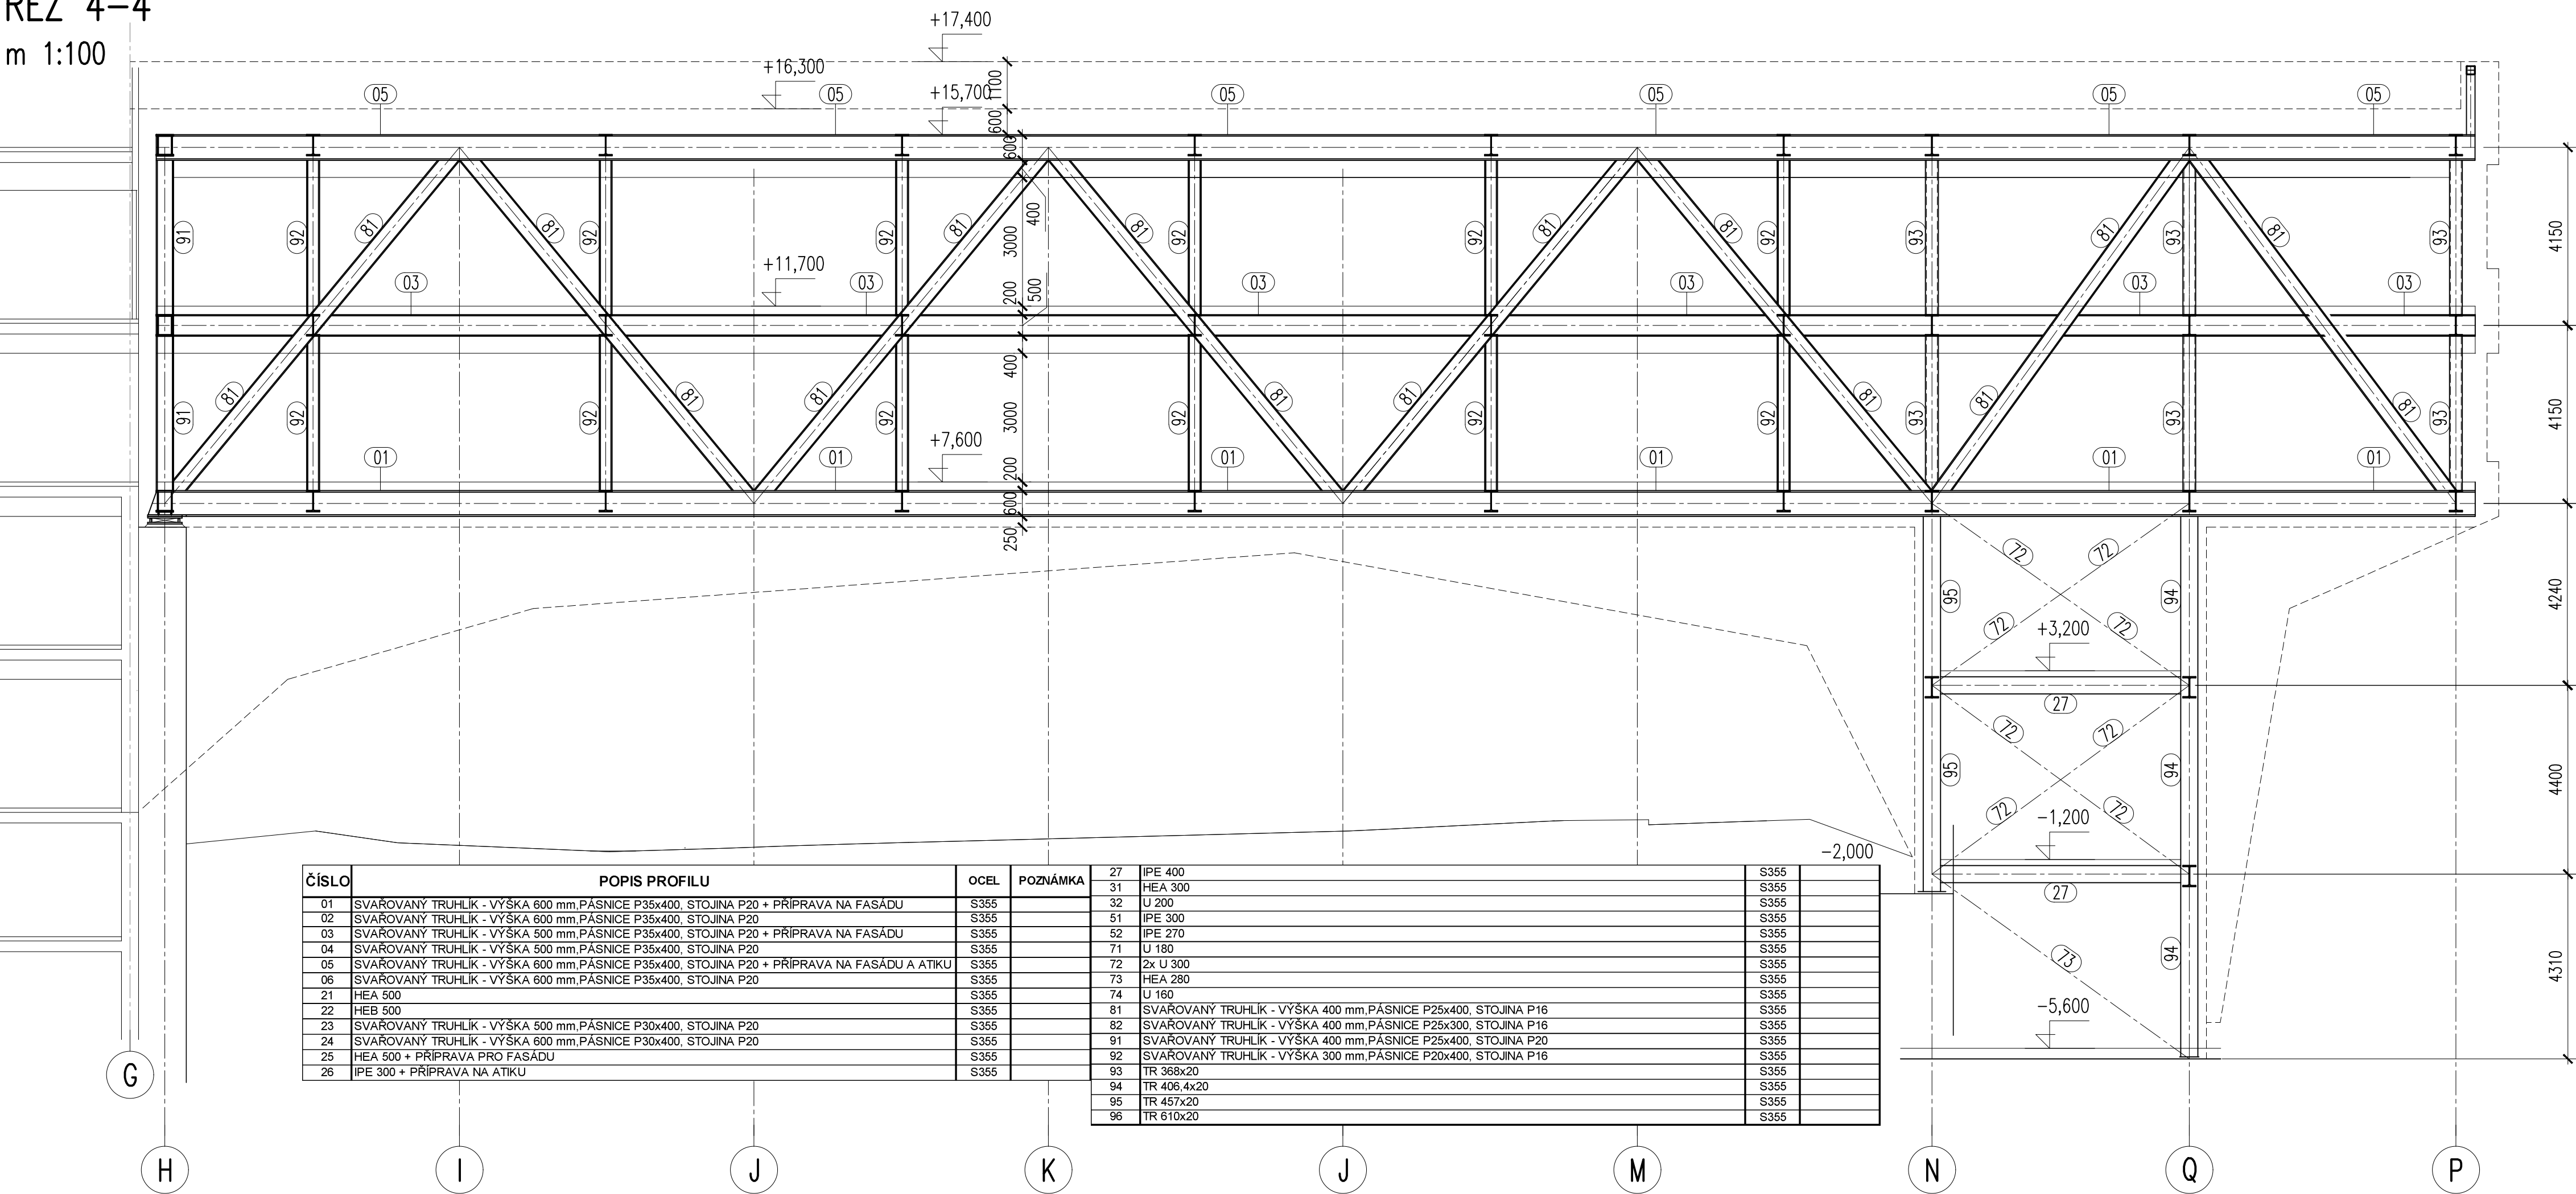 ŘEZ 4-4
m 1:100
+17,400
+16,300
+15,700
1100
600
600
05 05 05 05 05 05
91 92 81 81 92 92 81 81 92 92 81 81 92 93 81 93 81 93
400
3000
+11,700
200
500
03 03 03 03 03 03
400
3000
91 81 92 92 81 81 92 92 81 81 92 92 81 93 81 93 81 93
+7,600
01 01 01 01 01 01
200
600
250
4150
4150
4240
4400
4310
72 72
95 94
72 72
+3,200
27
72 72
95 94
72 72
-1,200
27
-2,000
94
73
-5,600
ČÍSLO POPIS PROFILU OCEL POZNÁMKA
01 SVAŘOVANÝ TRUHLÍK - VÝŠKA 600 mm,PÁSNICE P35x400, STOJINA P20 + PŘÍPRAVA NA FASÁDU S355
02 SVAŘOVANÝ TRUHLÍK - VÝŠKA 600 mm,PÁSNICE P35x400, STOJINA P20 S355
03 SVAŘOVANÝ TRUHLÍK - VÝŠKA 500 mm,PÁSNICE P35x400, STOJINA P20 + PŘÍPRAVA NA FASÁDU S355
04 SVAŘOVANÝ TRUHLÍK - VÝŠKA 500 mm,PÁSNICE P35x400, STOJINA P20 S355
05 SVAŘOVANÝ TRUHLÍK - VÝŠKA 600 mm,PÁSNICE P35x400, STOJINA P20 + PŘÍPRAVA NA FASÁDU A ATIKU S355
06 SVAŘOVANÝ TRUHLÍK - VÝŠKA 600 mm,PÁSNICE P35x400, STOJINA P20 S355
21 HEA 500 S355
22 HEB 500 S355
23 SVAŘOVANÝ TRUHLÍK - VÝŠKA 500 mm,PÁSNICE P30x400, STOJINA P20 S355
24 SVAŘOVANÝ TRUHLÍK - VÝŠKA 600 mm,PÁSNICE P30x400, STOJINA P20 S355
25 HEA 500 + PŘÍPRAVA PRO FASÁDU S355
26 IPE 300 + PŘÍPRAVA NA ATIKU S355
27 IPE 400 S355
31 HEA 300 S355
32 U 200 S355
51 IPE 300 S355
52 IPE 270 S355
71 U 180 S355
72 2x U 300 S355
73 HEA 280 S355
74 U 160 S355
81 SVAŘOVANÝ TRUHLÍK - VÝŠKA 400 mm,PÁSNICE P25x400, STOJINA P16 S355
82 SVAŘOVANÝ TRUHLÍK - VÝŠKA 400 mm,PÁSNICE P25x300, STOJINA P16 S355
91 SVAŘOVANÝ TRUHLÍK - VÝŠKA 400 mm,PÁSNICE P25x400, STOJINA P20 S355
92 SVAŘOVANÝ TRUHLÍK - VÝŠKA 300 mm,PÁSNICE P20x400, STOJINA P16 S355
93 TR 368x20 S355
94 TR 406,4x20 S355
95 TR 457x20 S355
96 TR 610x20 S355
G
H I J K J M N Q P